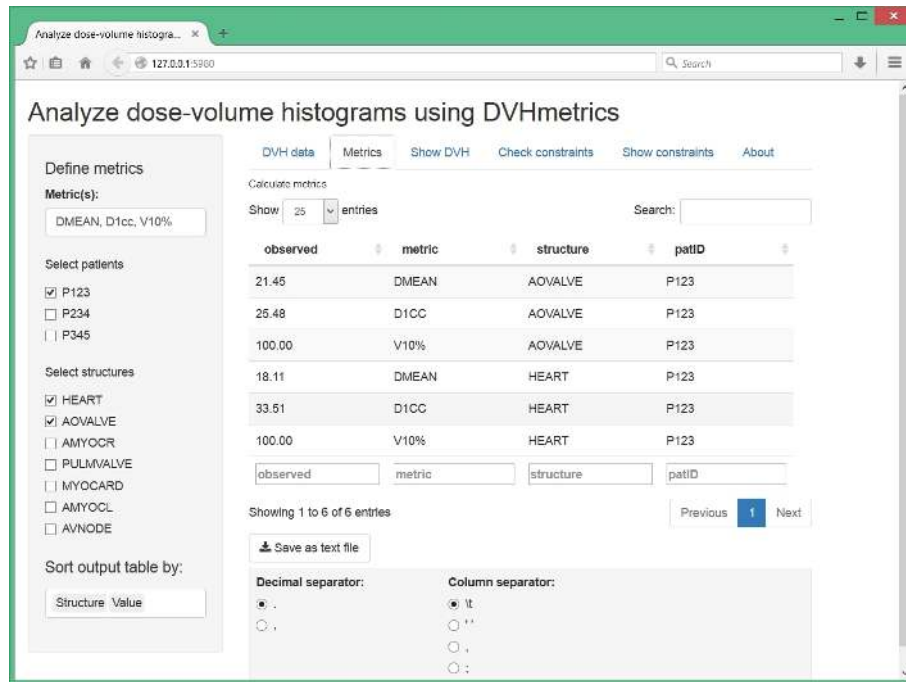 Analyze dose-volume histogra... × +
127.0.0.1:5980 Search
Analyze dose-volume histograms using DVHmetrics
Define metrics
Metric(s):
DMEAN, D1cc, V10%
Select patients
P123
P234
P345
Select structures
HEART
AOVALVE
AMYOCR
PULMVALVE
MYOCARD
AMYOCL
AVNODE
Sort output table by:
Structure Value
DVH data Metrics Show DVH Check constraints Show constraints About
Calculate metrics
Show 25 entries Search:
observed metric structure patID
21.45 DMEAN AOVALVE P123
25.48 D1CC AOVALVE P123
100.00 V10% AOVALVE P123
18.11 DMEAN HEART P123
33.51 D1CC HEART P123
100.00 V10% HEART P123
observed metric structure patID
Showing 1 to 6 of 6 entries Previous 1 Next
Save as text file
Decimal separator: Column separator:
. \t
, ' '
,
;